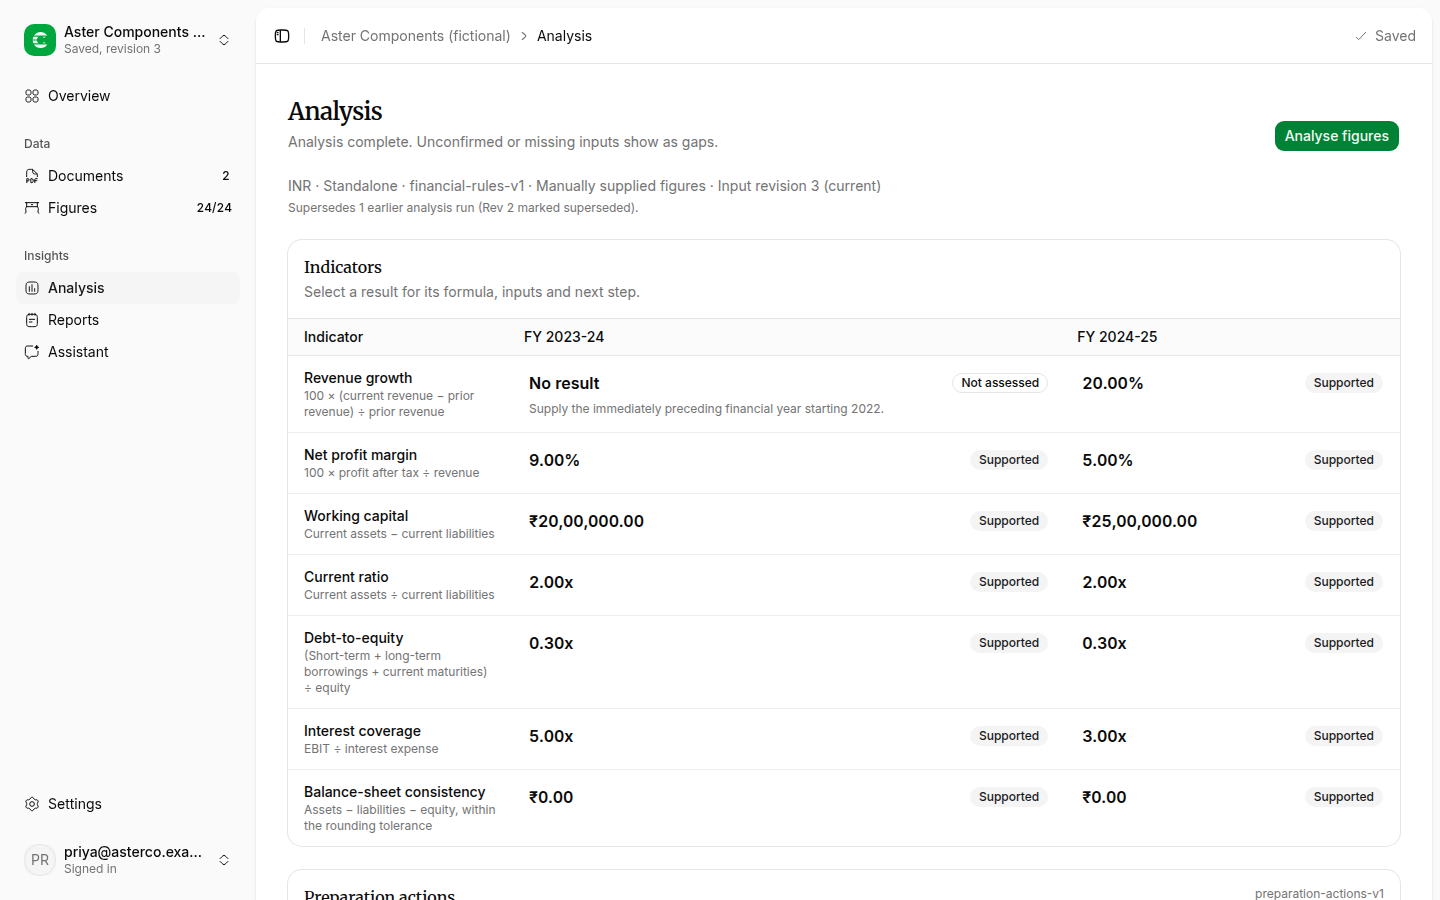 Aster Components ...
Saved, revision 3
Overview
Data
Documents 2
Figures 24/24
Insights
Analysis
Reports
Assistant
Settings
PR
priya@asterco.exa...
Signed in
Aster Components (fictional) > Analysis
Saved
Analysis
Analysis complete. Unconfirmed or missing inputs show as gaps.
Analyse figures
INR · Standalone · financial-rules-v1 · Manually supplied figures · Input revision 3 (current)
Supersedes 1 earlier analysis run (Rev 2 marked superseded).
Indicators
Select a result for its formula, inputs and next step.
Indicator FY 2023-24 FY 2024-25
Revenue growth
100 × (current revenue − prior
revenue) ÷ prior revenue
No result Not assessed
Supply the immediately preceding financial year starting 2022.
20.00% Supported
Net profit margin
100 × profit after tax ÷ revenue
9.00% Supported
5.00% Supported
Working capital
Current assets − current liabilities
₹20,00,000.00 Supported
₹25,00,000.00 Supported
Current ratio
Current assets ÷ current liabilities
2.00x Supported
2.00x Supported
Debt-to-equity
(Short-term + long-term
borrowings + current maturities)
÷ equity
0.30x Supported
0.30x Supported
Interest coverage
EBIT ÷ interest expense
5.00x Supported
3.00x Supported
Balance-sheet consistency
Assets − liabilities − equity, within
the rounding tolerance
₹0.00 Supported
₹0.00 Supported
Preparation actions
preparation-actions-v1